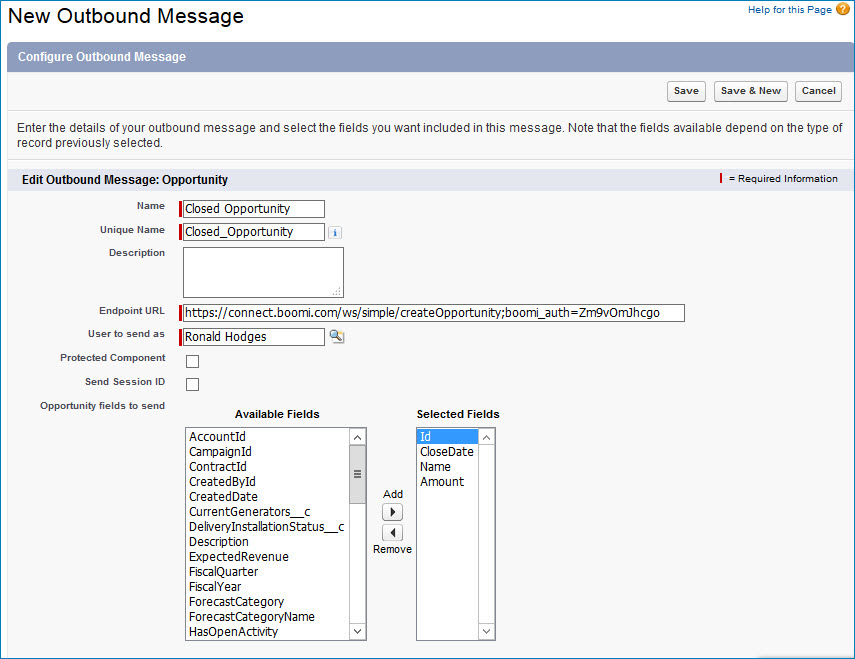 New Outbound Message
Help for this Page ?
Configure Outbound Message
Save Save & New Cancel
Enter the details of your outbound message and select the fields you want included in this message. Note that the fields available depend on the type of
record previously selected.
Edit Outbound Message: Opportunity
= Required Information
Name Closed Opportunity
Unique Name Closed_Opportunity i
Description
Endpoint URL https://connect.boomi.com/ws/simple/createOpportunity;boomi_auth=Zm9vOmJhcgo
User to send as Ronald Hodges
Protected Component
Send Session ID
Opportunity fields to send
Available Fields
AccountId
CampaignId
ContractId
CreatedById
CreatedDate
CurrentGenerators__c
DeliveryInstallationStatus__c
Description
ExpectedRevenue
FiscalQuarter
FiscalYear
ForecastCategory
ForecastCategoryName
HasOpenActivity
Add
Remove
Selected Fields
Id
CloseDate
Name
Amount